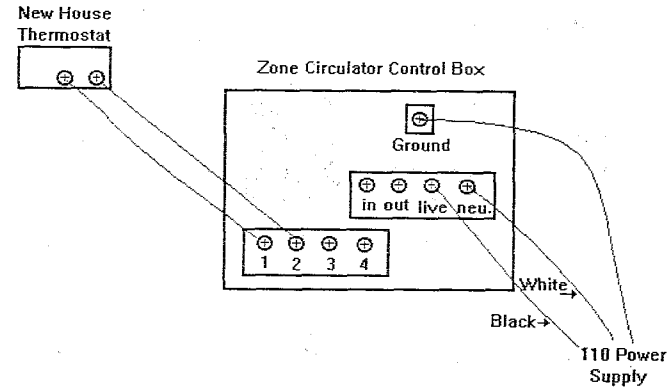 New House
Thermostat
Zone Circulator Control Box
Ground
in out live neu.
1 2 3 4
White
Black
110 Power
Supply